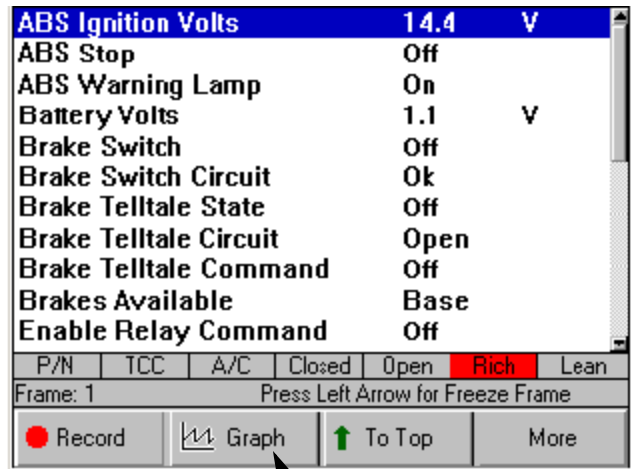 ABS Ignition Volts 14.4 V
ABS Stop Off
ABS Warning Lamp On
Battery Volts 1.1 V
Brake Switch Off
Brake Switch Circuit Ok
Brake Telltale State Off
Brake Telltale Circuit Open
Brake Telltale Command Off
Brakes Available Base
Enable Relay Command Off
P/N TCC A/C Closed Open Rich Lean
Frame: 1 Press Left Arrow for Freeze Frame
Record Graph To Top More